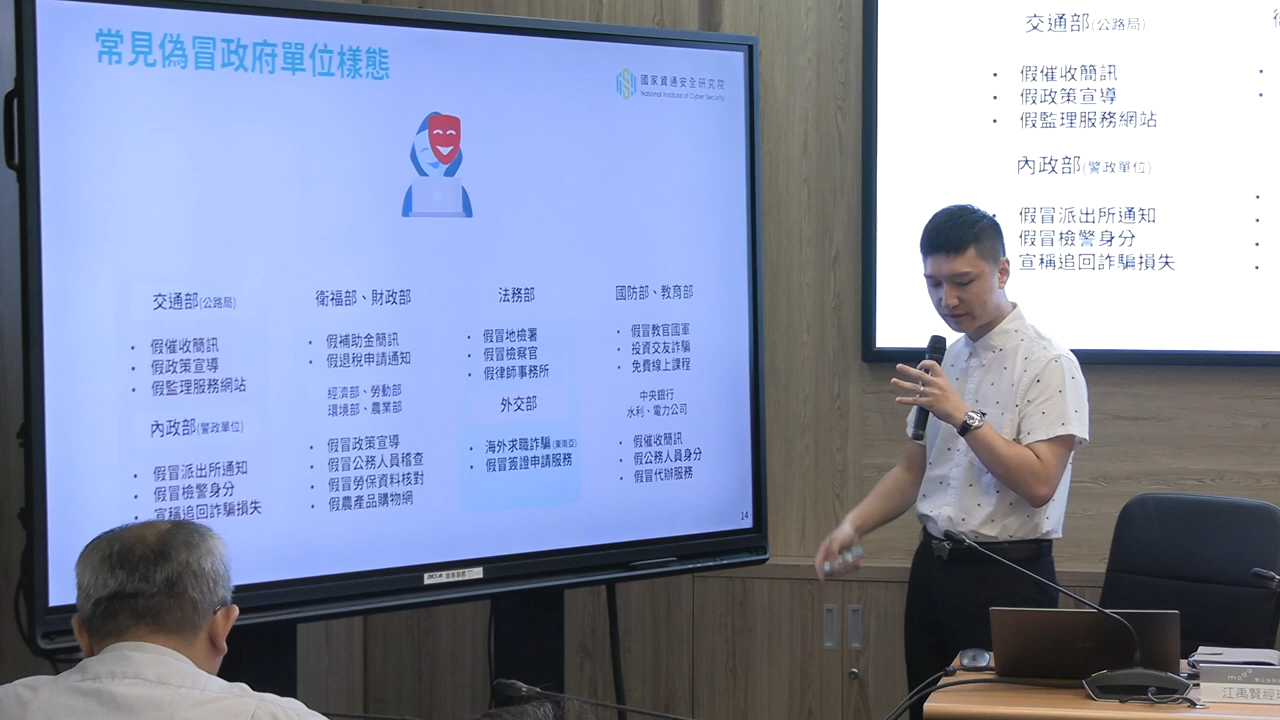 常見偽冒政府單位樣態
國家資通安全研究院
National Institute of Cyber Security
交通部(公路局)
• 假催收簡訊
• 假政策宣導
• 假監理服務網站
內政部(警政單位)
• 假冒派出所通知
• 假冒檢警身分
• 宣稱追回詐騙損失
衛福部、財政部
• 假補助金簡訊
• 假退稅申請通知
經濟部、勞動部
環境部、農業部
• 假冒政策宣導
• 假冒公務人員稽查
• 假冒勞保資料核對
• 假農產品購物網
法務部
• 假冒地檢署
• 假冒檢察官
• 假律師事務所
外交部
• 海外求職詐騙(東南亞)
• 假冒簽證申請服務
國防部、教育部
• 假冒教官國軍
• 投資交友詐騙
• 免費線上課程
中央銀行
水利、電力公司
• 假催收簡訊
• 假公務人員身分
• 假冒代辦服務
14
交通部(公路局)
• 假催收簡訊
• 假政策宣導
• 假監理服務網站
內政部(警政單位)
• 假冒派出所通知
• 假冒檢警身分
• 宣稱追回詐騙損失
moda
江禹賢經